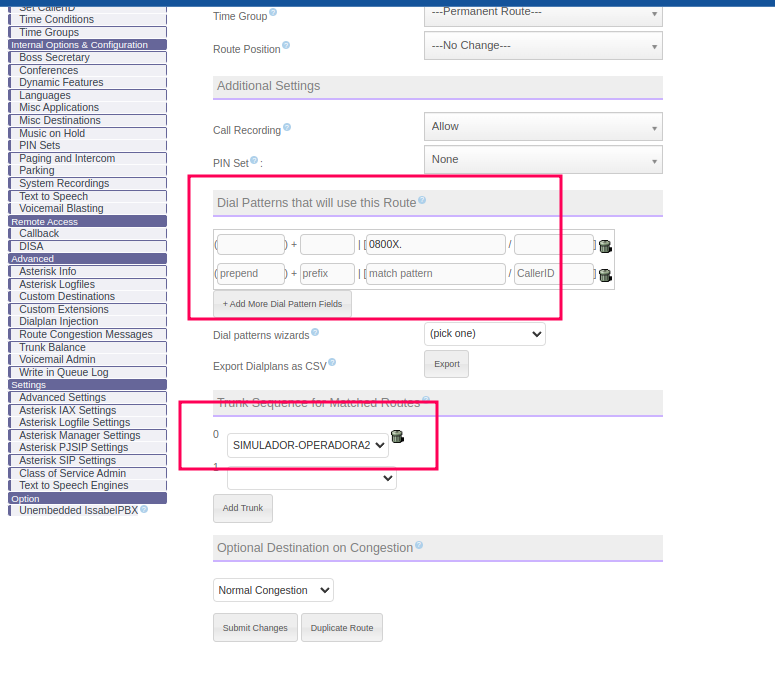 Set CallerID
Time Conditions
Time Groups
Internal Options & Configuration
Boss Secretary
Conferences
Dynamic Features
Languages
Misc Applications
Misc Destinations
Music on Hold
PIN Sets
Paging and Intercom
Parking
System Recordings
Text to Speech
Voicemail Blasting
Remote Access
Callback
DISA
Advanced
Asterisk Info
Asterisk Logfiles
Custom Destinations
Custom Extensions
Dialplan Injection
Route Congestion Messages
Trunk Balance
Voicemail Admin
Write in Queue Log
Settings
Advanced Settings
Asterisk IAX Settings
Asterisk Logfile Settings
Asterisk Manager Settings
Asterisk PJSIP Settings
Asterisk SIP Settings
Class of Service Admin
Text to Speech Engines
Option
Unembedded IssabelPBX ?
Time Group ? ---Permanent Route---
Route Position ? ---No Change---
Additional Settings
Call Recording ? Allow
PIN Set ? : None
Dial Patterns that will use this Route ?
( ) + | [ 0800X. / ]
( prepend ) + prefix | [ match pattern / CallerID ]
+ Add More Dial Pattern Fields
Dial patterns wizards ? (pick one)
Export Dialplans as CSV ? Export
Trunk Sequence for Matched Routes ?
0 SIMULADOR-OPERADORA2
1
Add Trunk
Optional Destination on Congestion ?
Normal Congestion
Submit Changes Duplicate Route